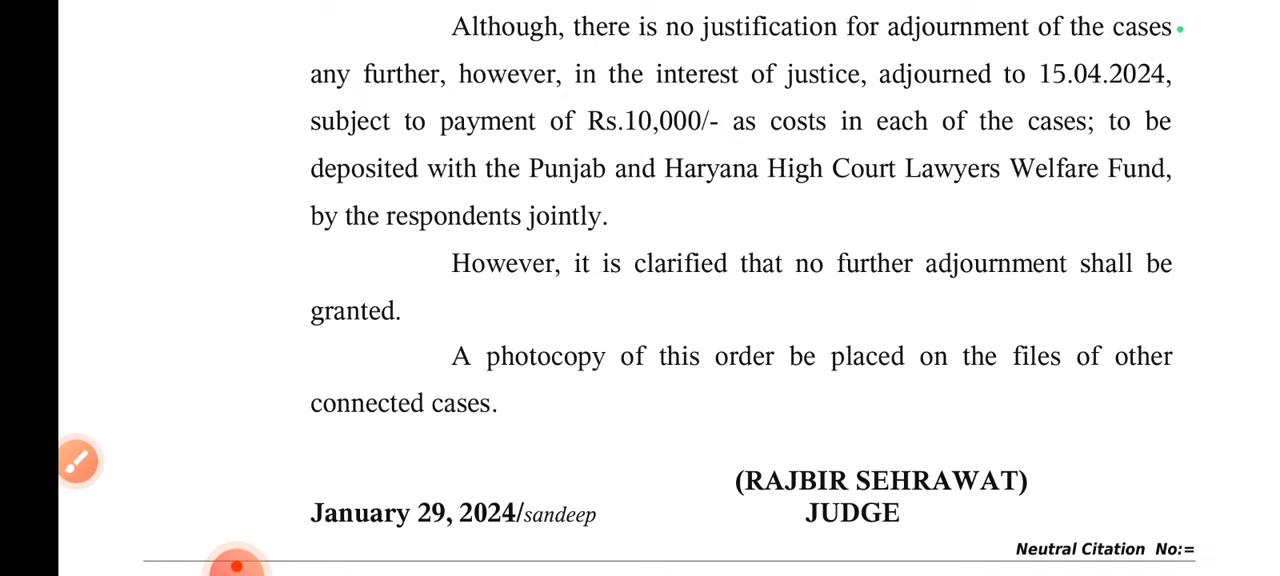 Although, there is no justification for adjournment of the cases
any further, however, in the interest of justice, adjourned to 15.04.2024,
subject to payment of Rs.10,000/- as costs in each of the cases; to be
deposited with the Punjab and Haryana High Court Lawyers Welfare Fund,
by the respondents jointly.
However, it is clarified that no further adjournment shall be
granted.
A photocopy of this order be placed on the files of other
connected cases.
(RAJBIR SEHRAWAT)
January 29, 2024/sandeep JUDGE
Neutral Citation No:=